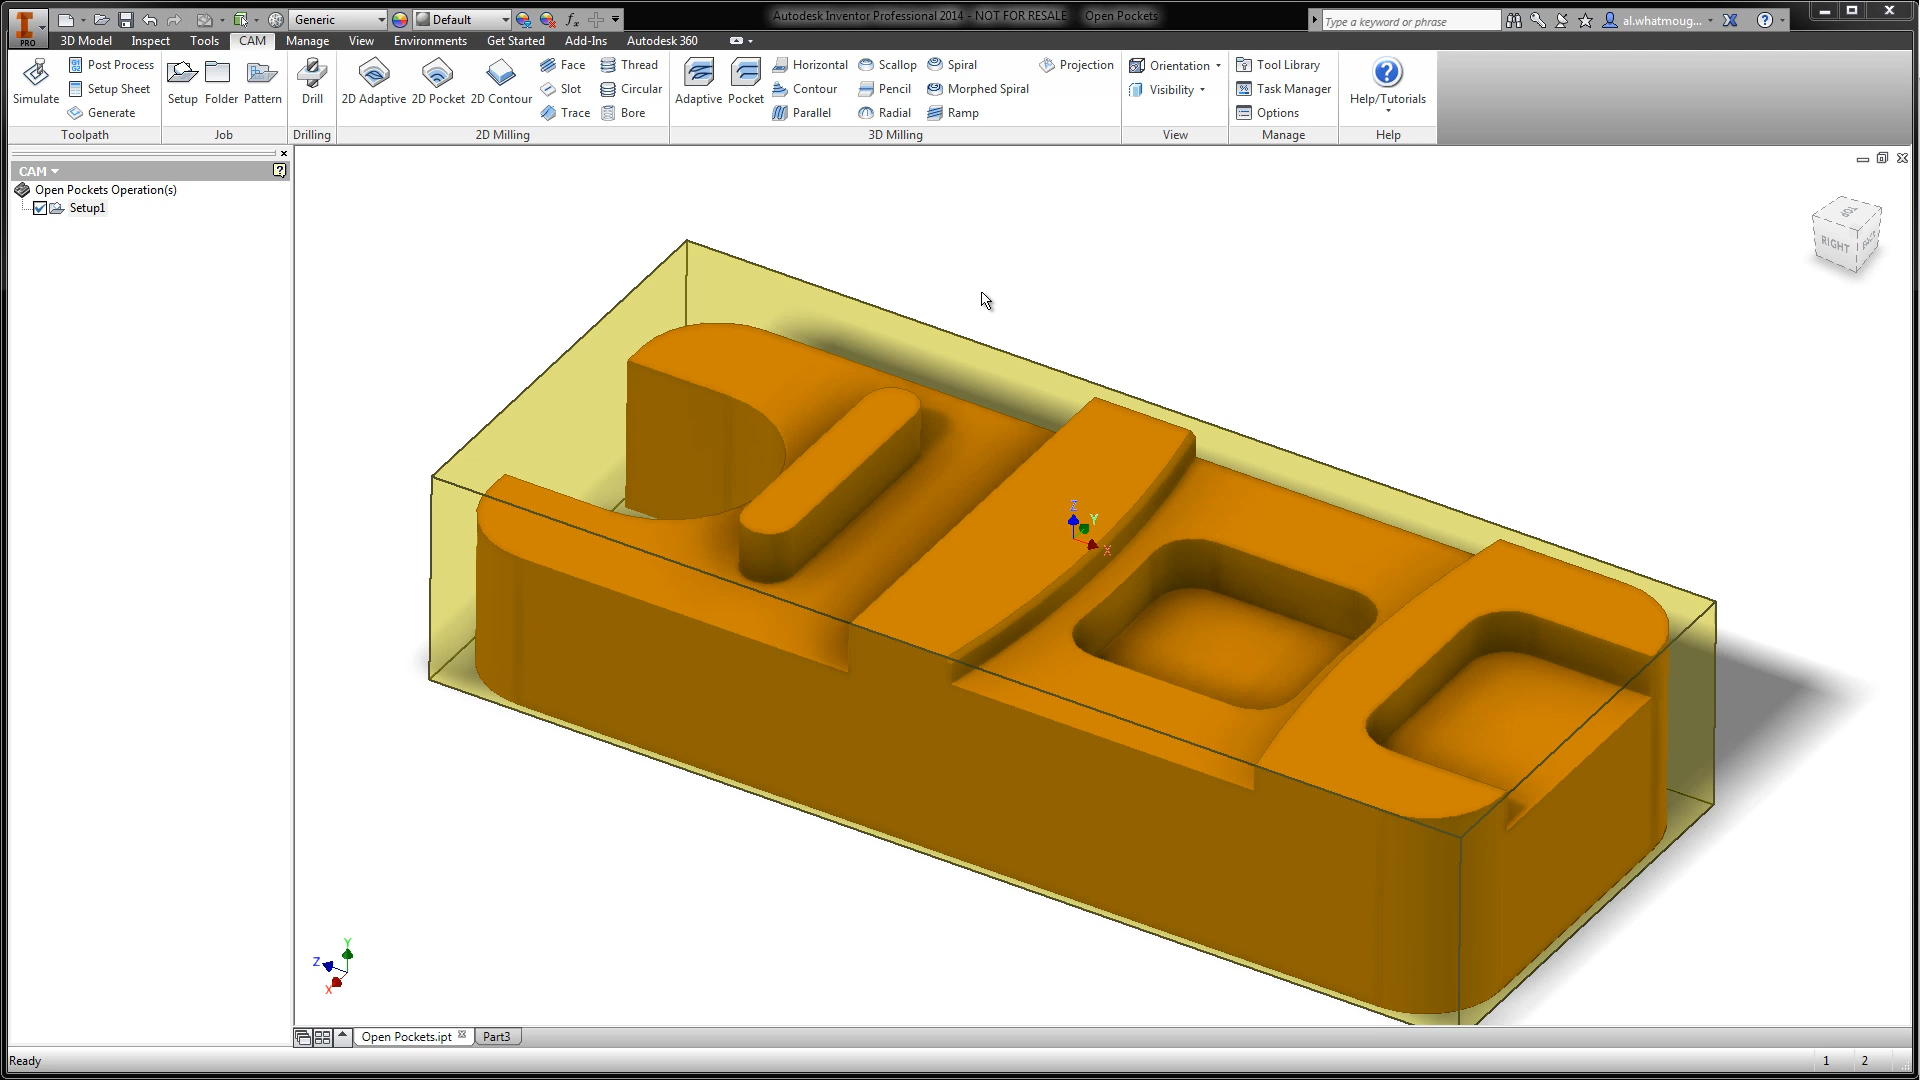 PRO
Generic
Default
Autodesk Inventor Professional 2014 - NOT FOR RESALE Open Pockets
Type a keyword or phrase
al.whatmoug...
3D Model Inspect Tools CAM Manage View Environments Get Started Add-Ins Autodesk 360
Simulate
Post Process
Setup Sheet
Generate
Toolpath
Setup Folder Pattern
Job
Drill
Drilling
2D Adaptive 2D Pocket 2D Contour
Face Thread
Slot Circular
Trace Bore
2D Milling
Adaptive Pocket
Horizontal Scallop Spiral Projection
Contour Pencil Morphed Spiral
Parallel Radial Ramp
3D Milling
Orientation
Visibility
View
Tool Library
Task Manager
Options
Manage
Help/Tutorials
Help
CAM
Open Pockets Operation(s)
Setup1
TOP
RIGHT
Z
Y
X
Y
Z
X
Open Pockets.ipt Part3
Ready 1 2